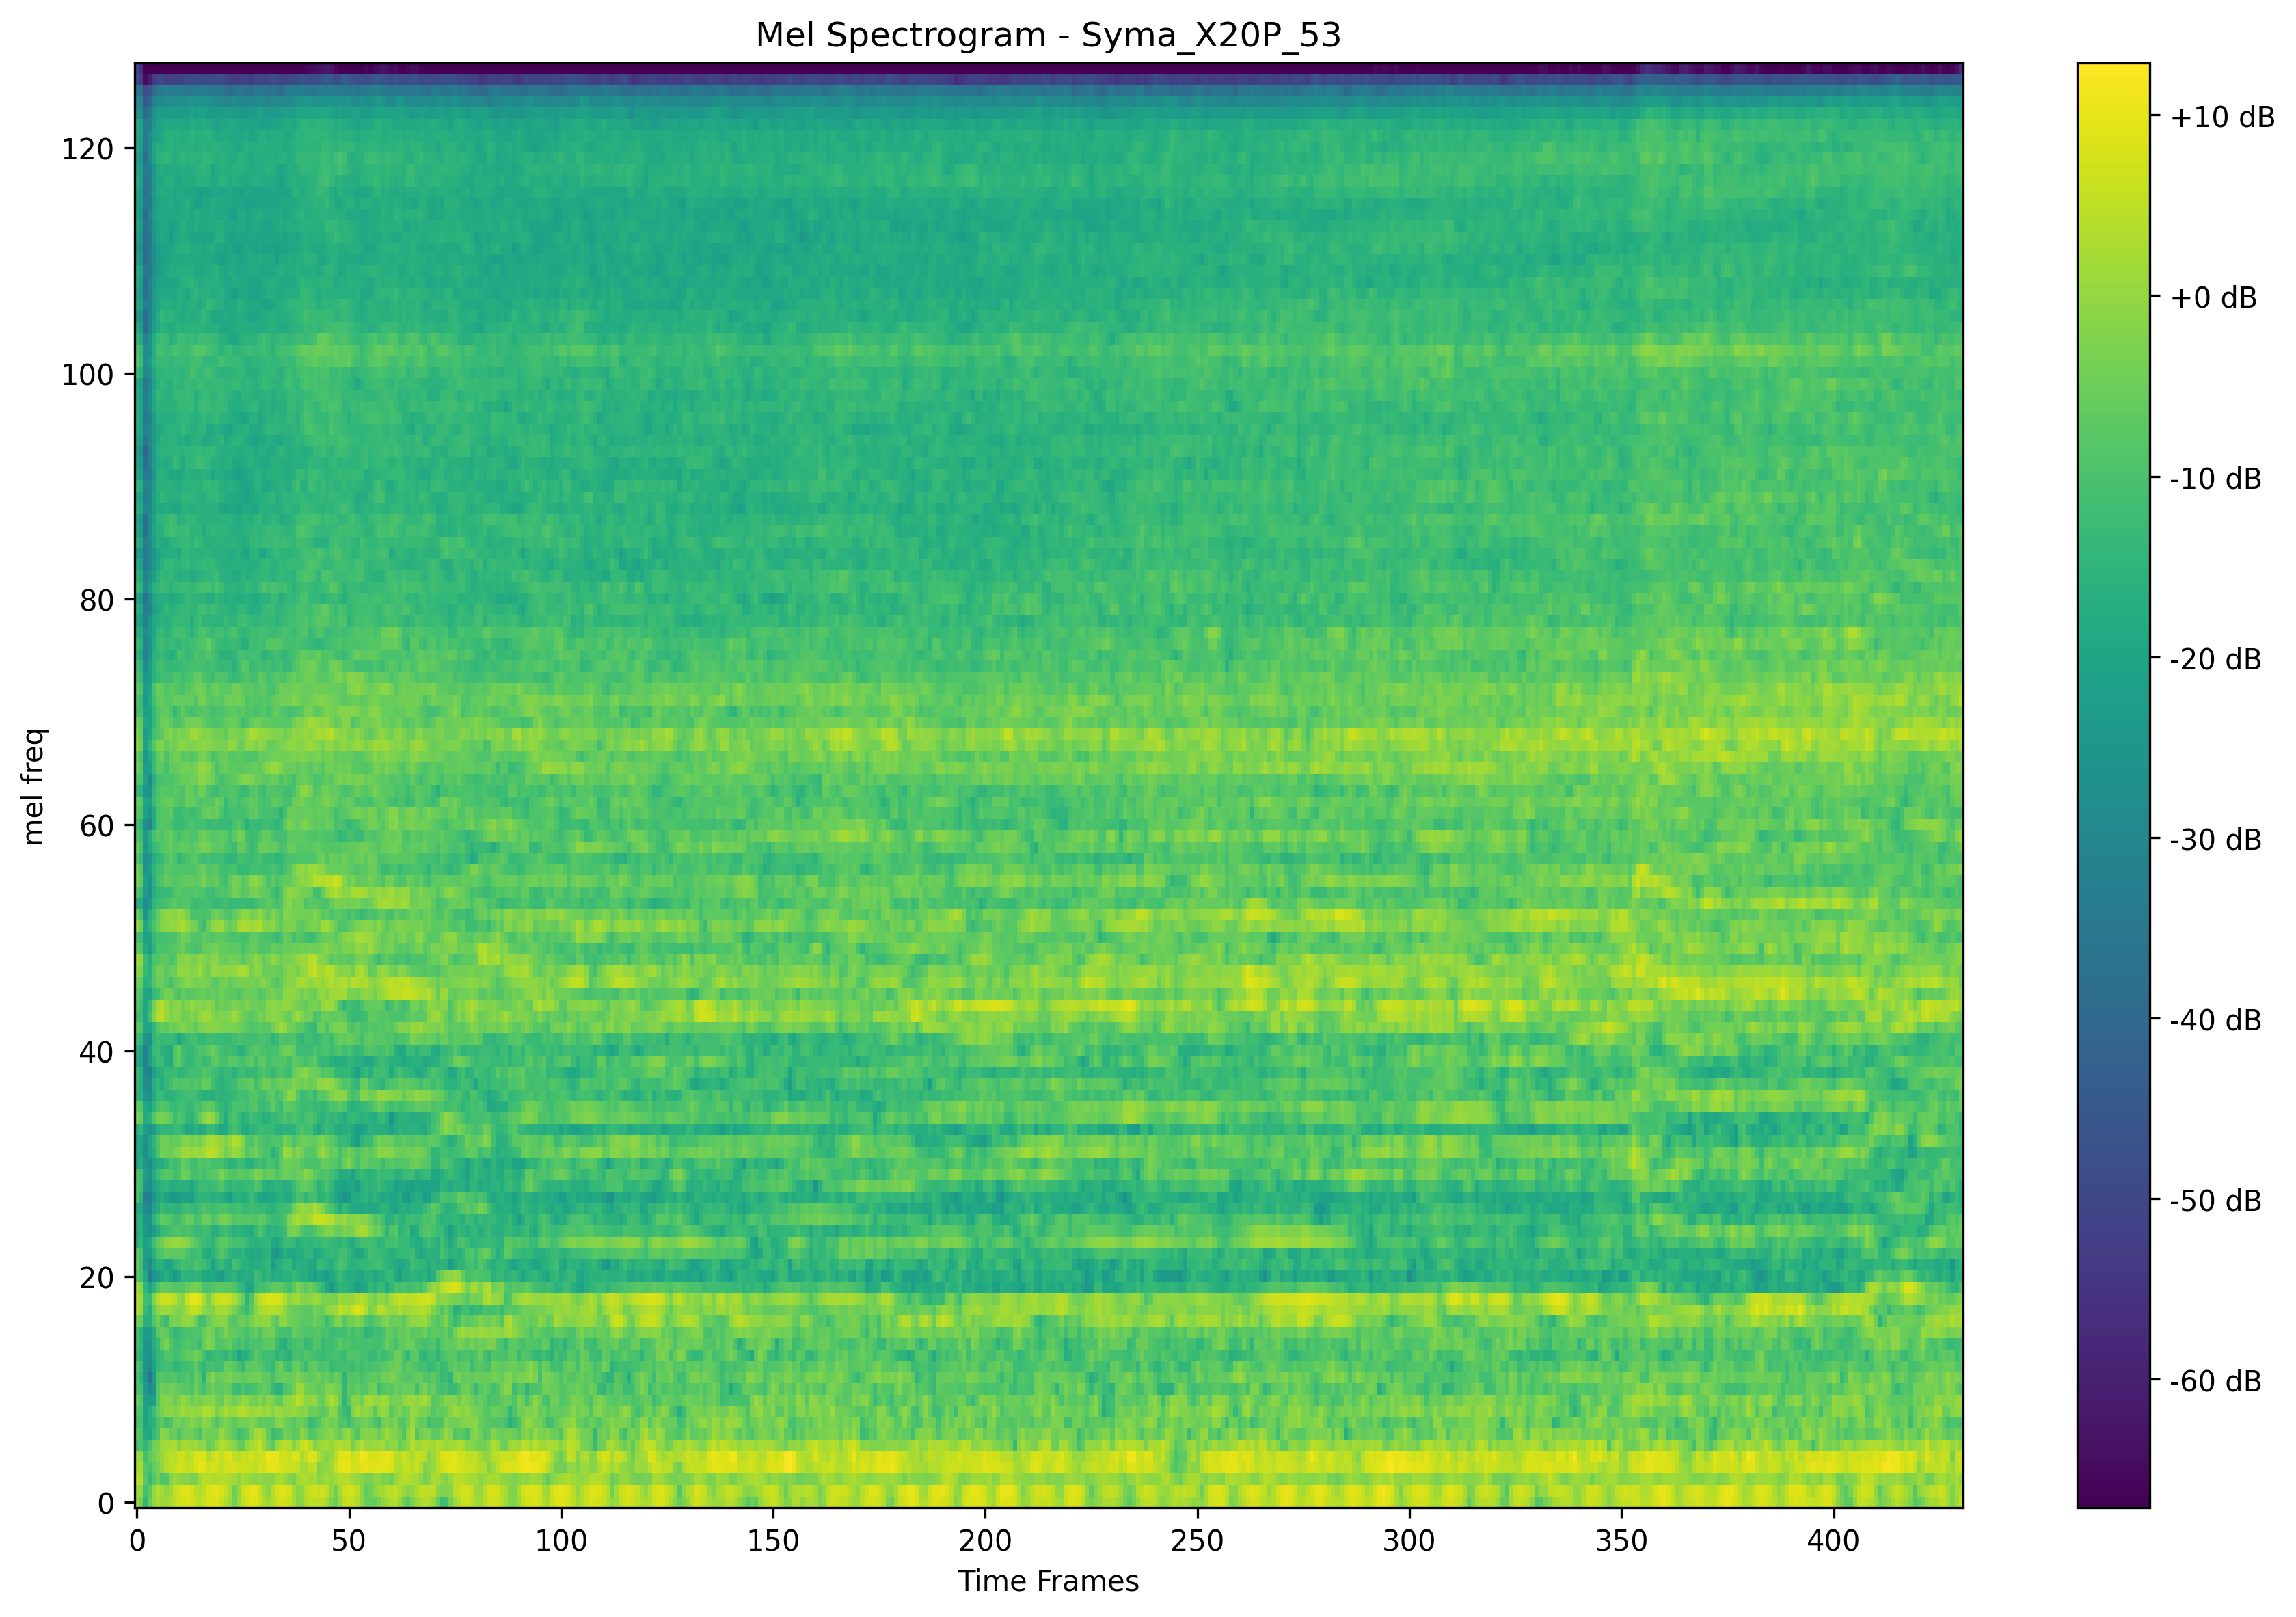 Mel Spectrogram - Syma_X20P_53
mel freq
120
100
80
60
40
20
0
0 50 100 150 200 250 300 350 400
Time Frames
+10 dB
+0 dB
-10 dB
-20 dB
-30 dB
-40 dB
-50 dB
-60 dB